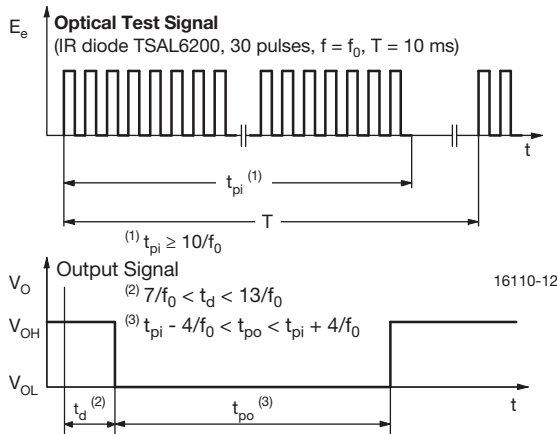 E_e
Optical Test Signal
(IR diode TSAL6200, 30 pulses, f = f_0, T = 10 ms)
t
t_pi (1)
T
(1) t_pi ≥ 10/f_0
V_O
Output Signal
16110-12
(2) 7/f_0 < t_d < 13/f_0
V_OH
(3) t_pi - 4/f_0 < t_po < t_pi + 4/f_0
V_OL
t_d (2)
t_po (3)
t